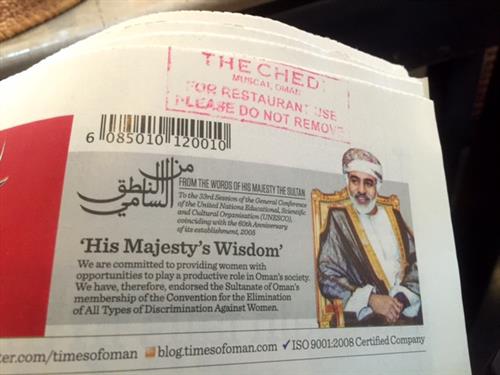 THE CHEDI
MUSCAT, OMAN
FOR RESTAURANT USE
PLEASE DO NOT REMOVE
6 085010 120010
من النطق السامي
FROM THE WORDS OF HIS MAJESTY THE SULTAN
To the 33rd Session of the General Conference
of the United Nations Educational, Scientific
and Cultural Organisation (UNESCO),
coinciding with the 60th Anniversary
of its establishment, 2005
‘His Majesty’s Wisdom’
We are committed to providing women with
opportunities to play a productive role in Oman’s society.
We have, therefore, endorsed the Sultanate of Oman’s
membership of the Convention for the Elimination
of All Types of Discrimination Against Women.
ter.com/timesofoman blog.timesofoman.com ✓ ISO 9001:2008 Certified Company